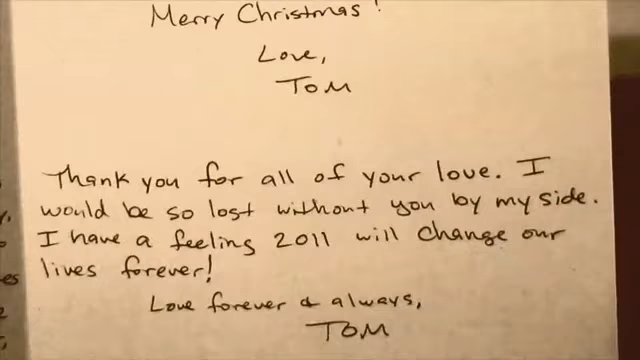 Merry Christmas!
Love,
TOM
Thank you for all of your love. I
would be so lost without you by my side.
I have a feeling 2011 will change our
lives forever!
Love forever & always,
TOM